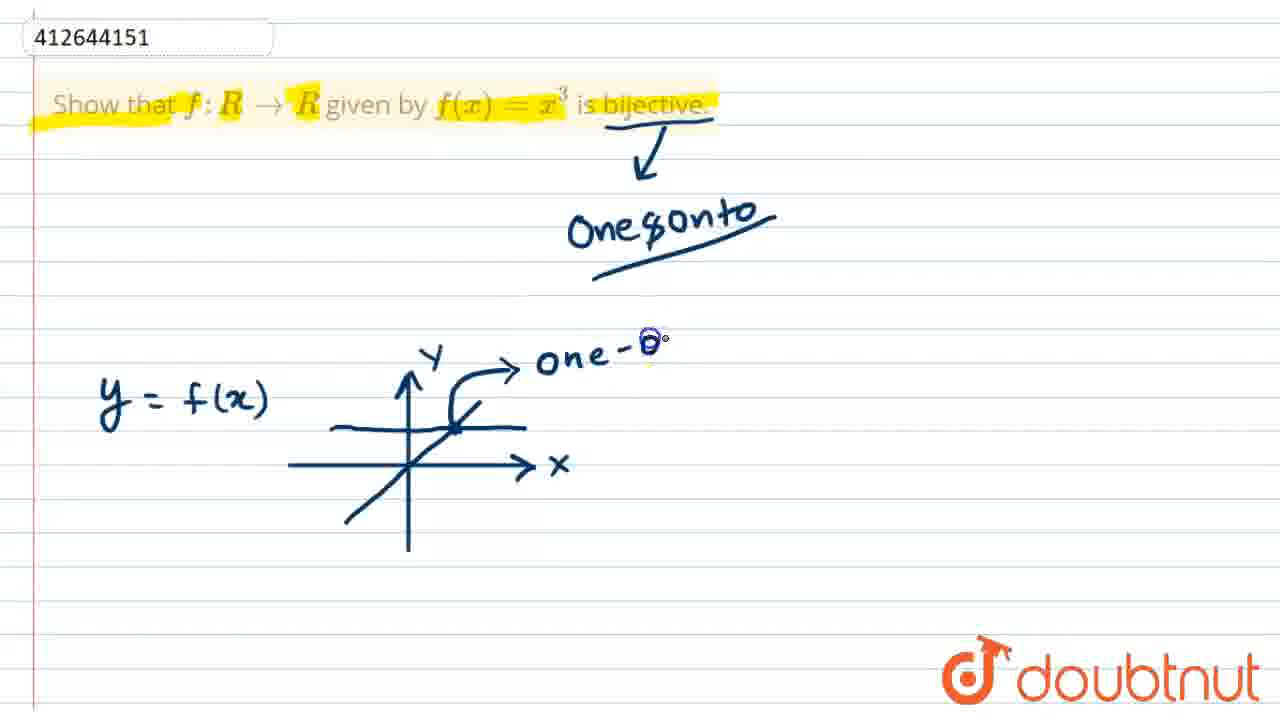 412644151
Show that f : R → R given by f(x) = x³ is bijective.
One & onto
Y
one - o
y = f(x)
X
doubtnut